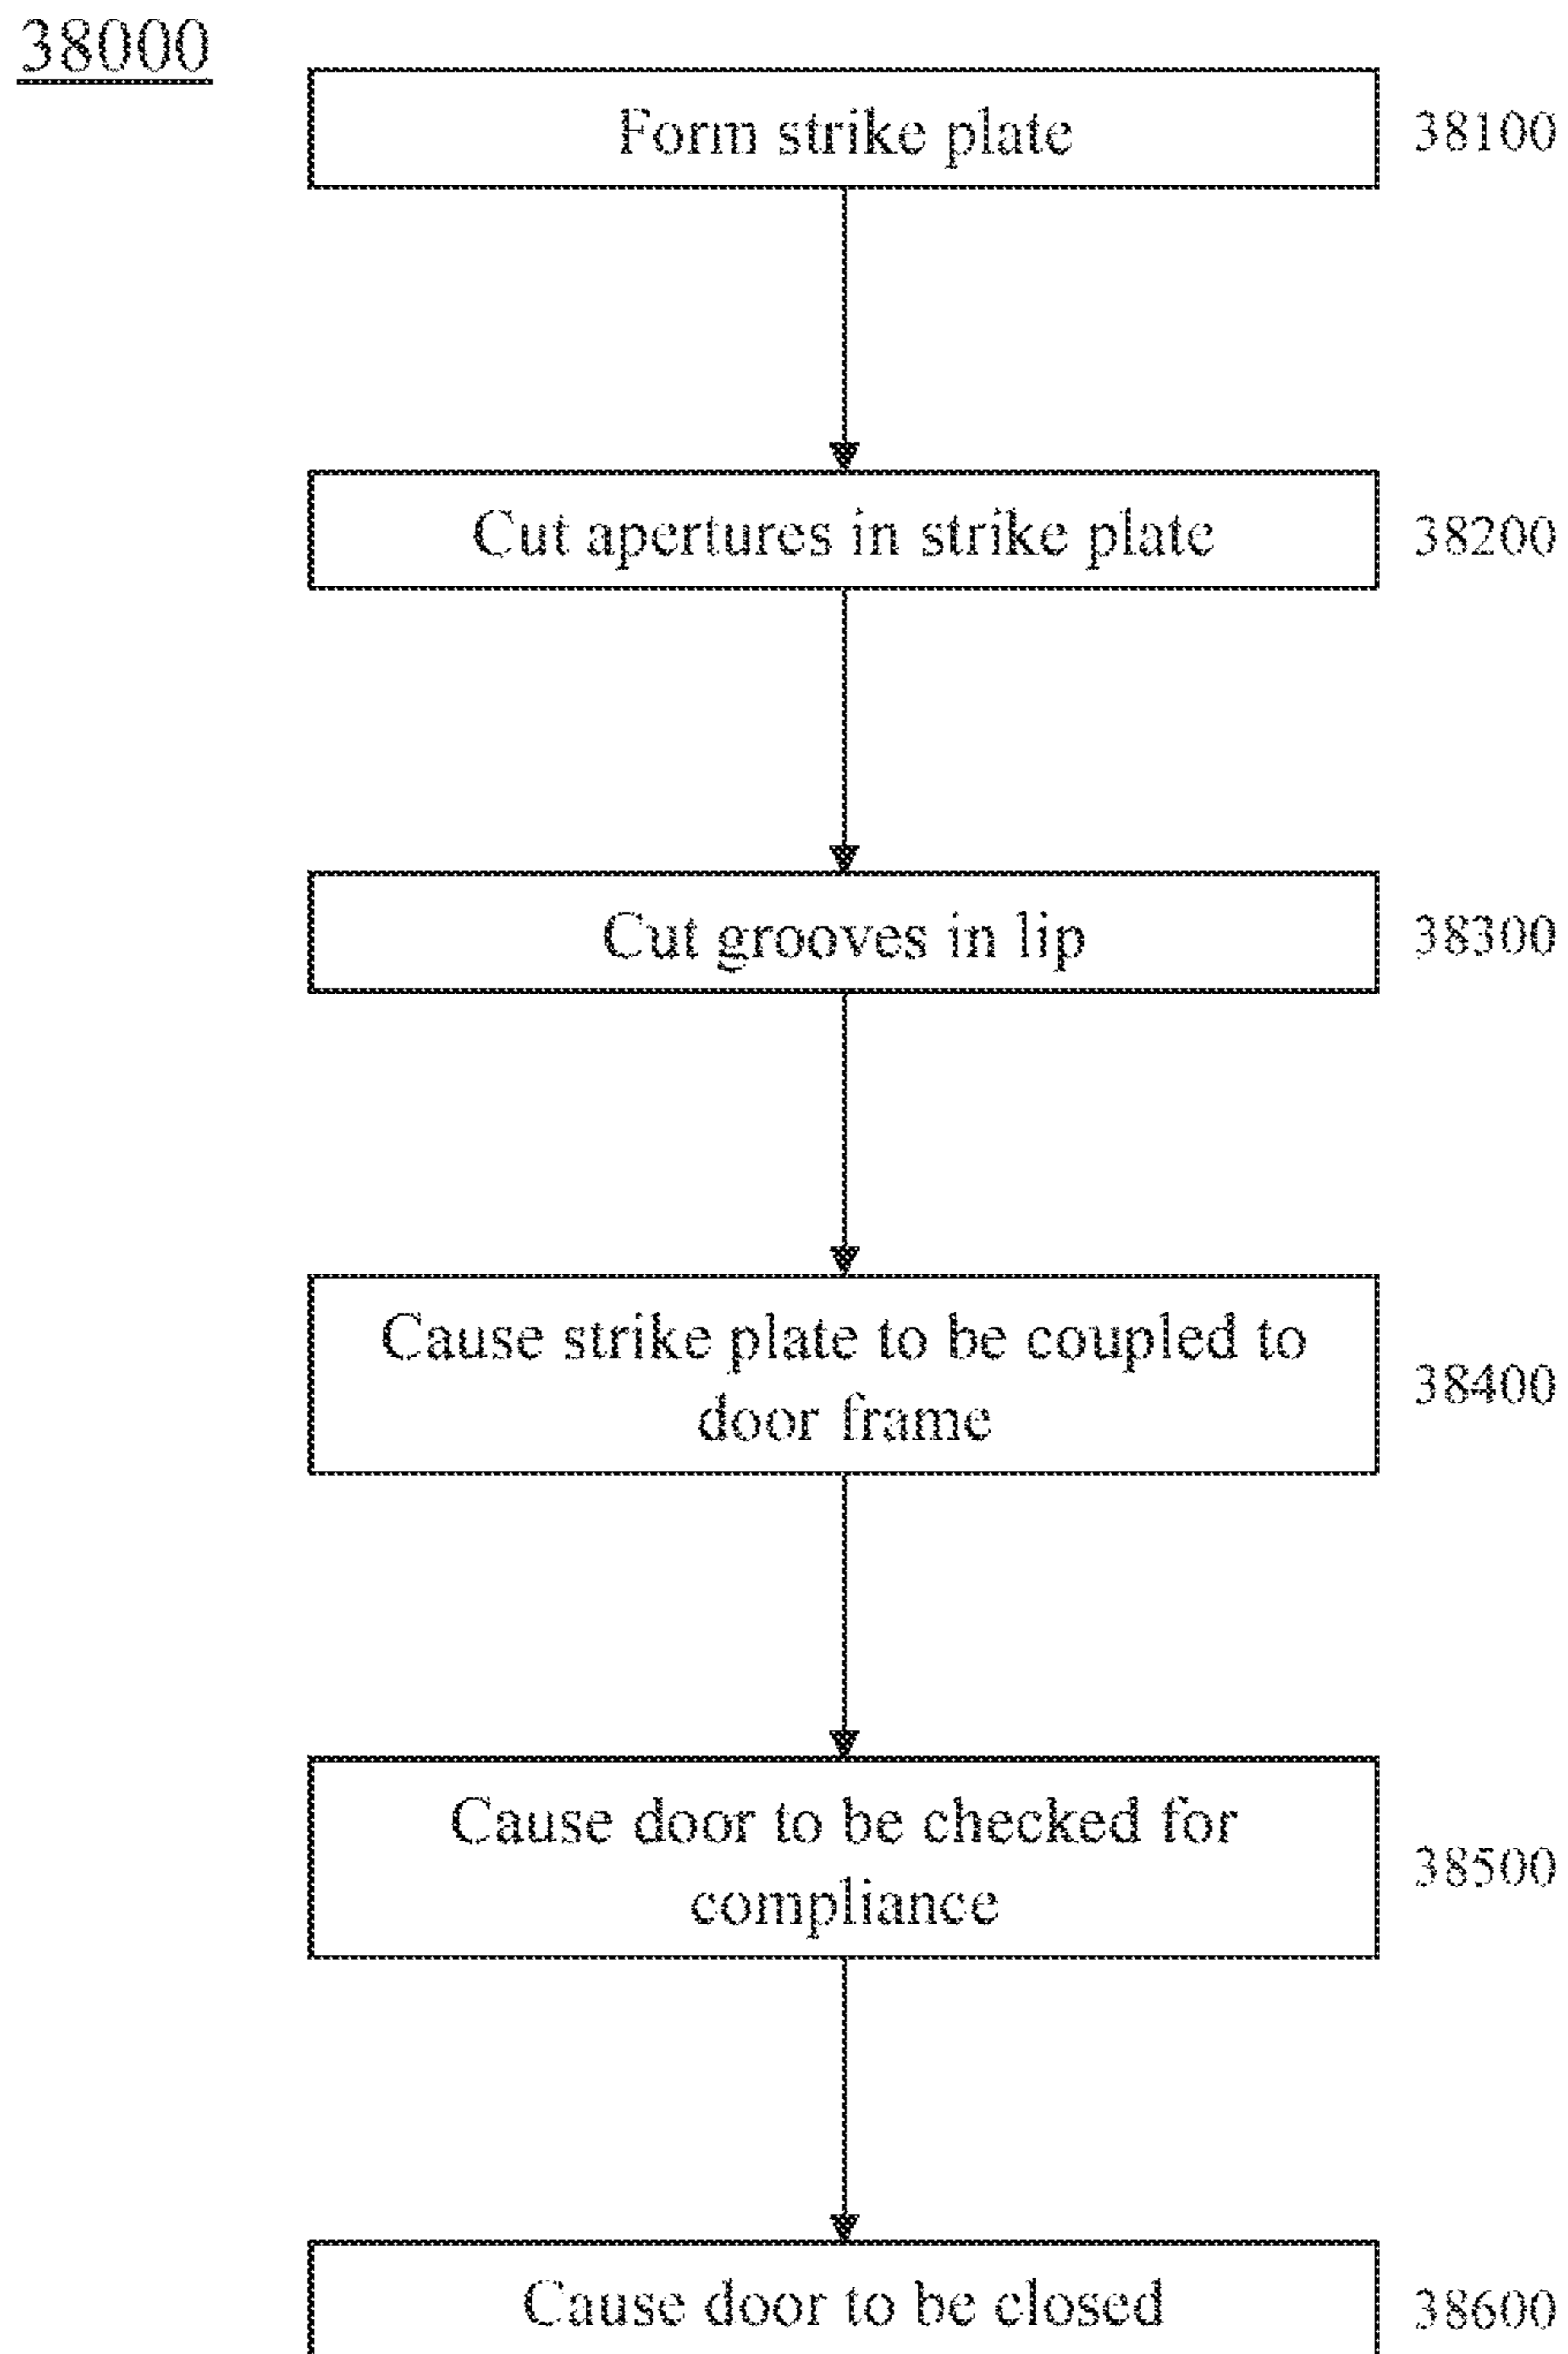 38000
Form strike plate
38100
Cut apertures in strike plate
38200
Cut grooves in lip
38300
Cause strike plate to be coupled to
door frame
38400
Cause door to be checked for
compliance
38500
Cause door to be closed
38600